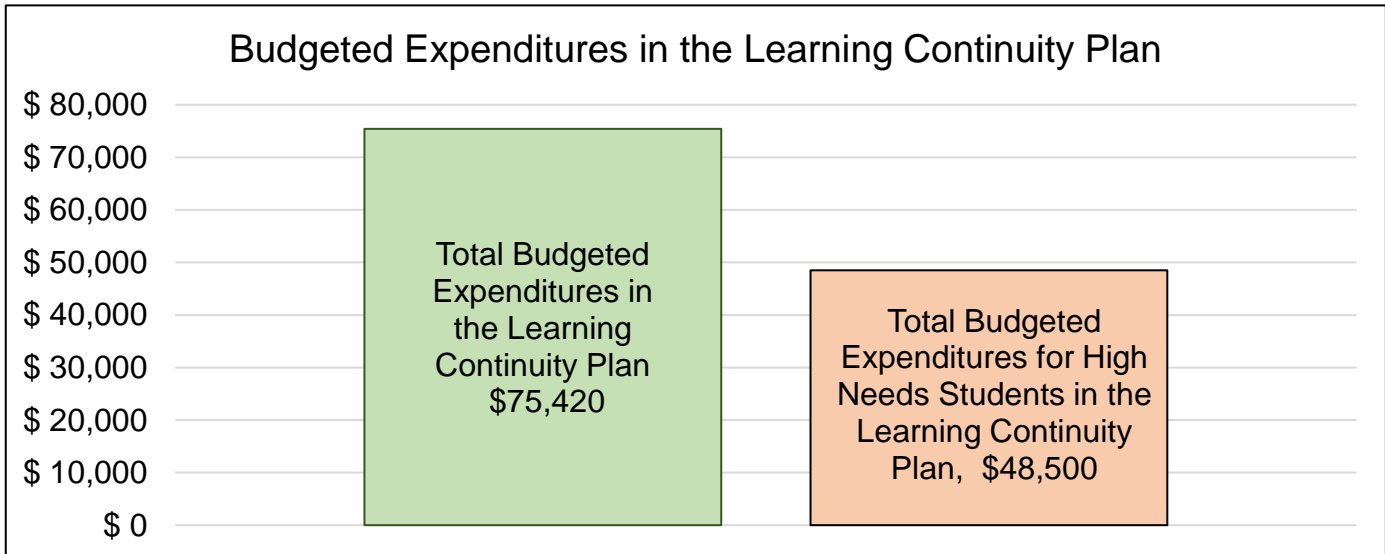 Budgeted Expenditures in the Learning Continuity Plan
$ 80,000
$ 70,000
$ 60,000
$ 50,000
$ 40,000
$ 30,000
$ 20,000
$ 10,000
$ 0
Total Budgeted
Expenditures in
the Learning
Continuity Plan
$75,420
Total Budgeted
Expenditures for High
Needs Students in the
Learning Continuity
Plan, $48,500